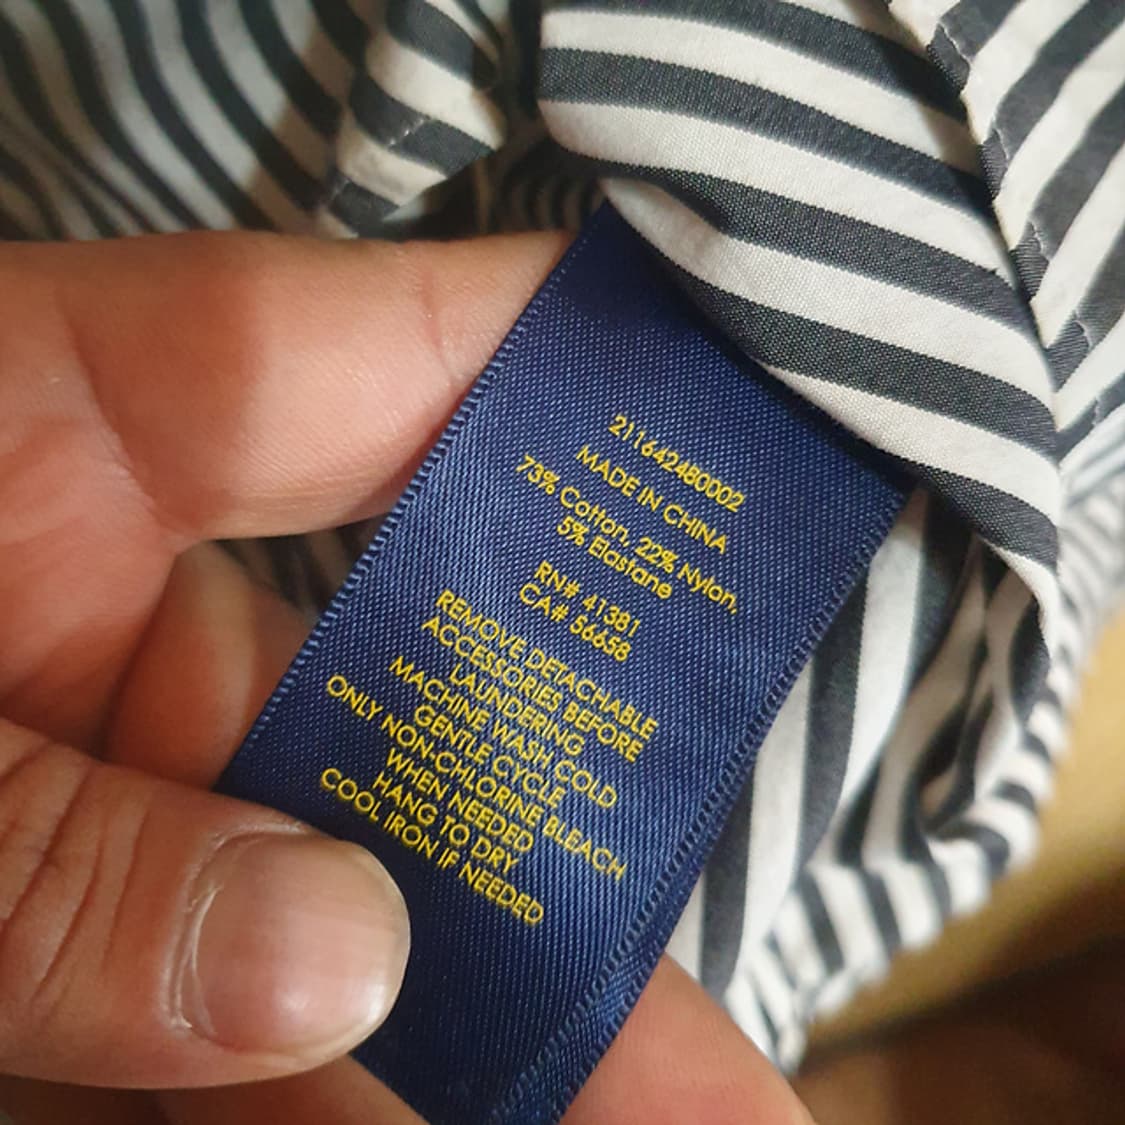 211642480002
MADE IN CHINA
73% Cotton, 22% Nylon,
5% Elastane
RN# 41381
CA# 56658
REMOVE DETACHABLE
ACCESSORIES BEFORE
LAUNDERING
MACHINE WASH COLD
GENTLE CYCLE
ONLY NON-CHLORINE BLEACH
WHEN NEEDED
HANG TO DRY
COOL IRON IF NEEDED